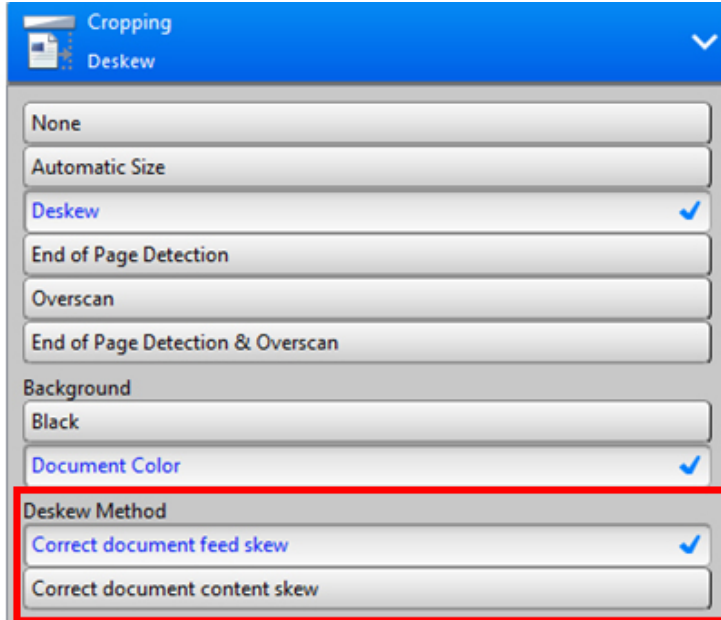 Cropping
Deskew
None
Automatic Size
Deskew
End of Page Detection
Overscan
End of Page Detection & Overscan
Background
Black
Document Color
Deskew Method
Correct document feed skew
Correct document content skew